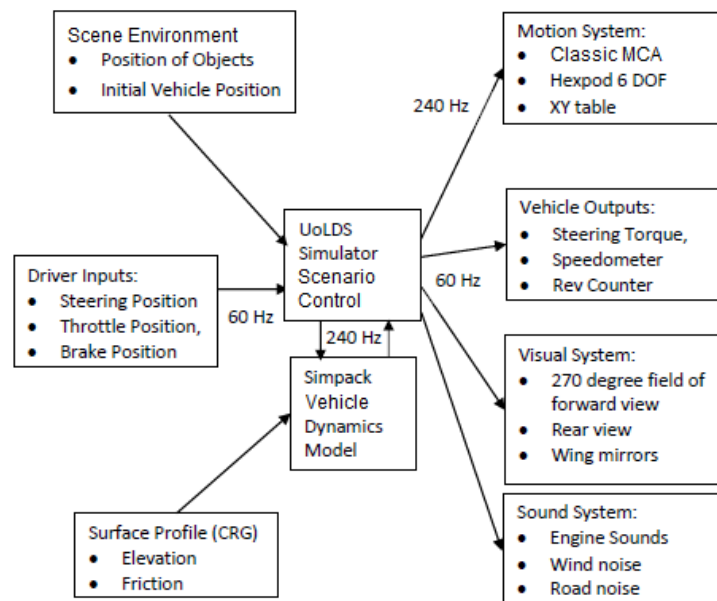 Scene Environment
● Position of Objects
● Initial Vehicle Position
Motion System:
● Classic MCA
● Hexpod 6 DOF
● XY table
240 Hz
UoLDS
Simulator
Scenario
Control
Driver Inputs:
● Steering Position
● Throttle Position,
● Brake Position
60 Hz
Vehicle Outputs:
● Steering Torque,
● Speedometer
● Rev Counter
60 Hz
240 Hz
Simpack
Vehicle
Dynamics
Model
Visual System:
● 270 degree field of
forward view
● Rear view
● Wing mirrors
Surface Profile (CRG)
● Elevation
● Friction
Sound System:
● Engine Sounds
● Wind noise
● Road noise